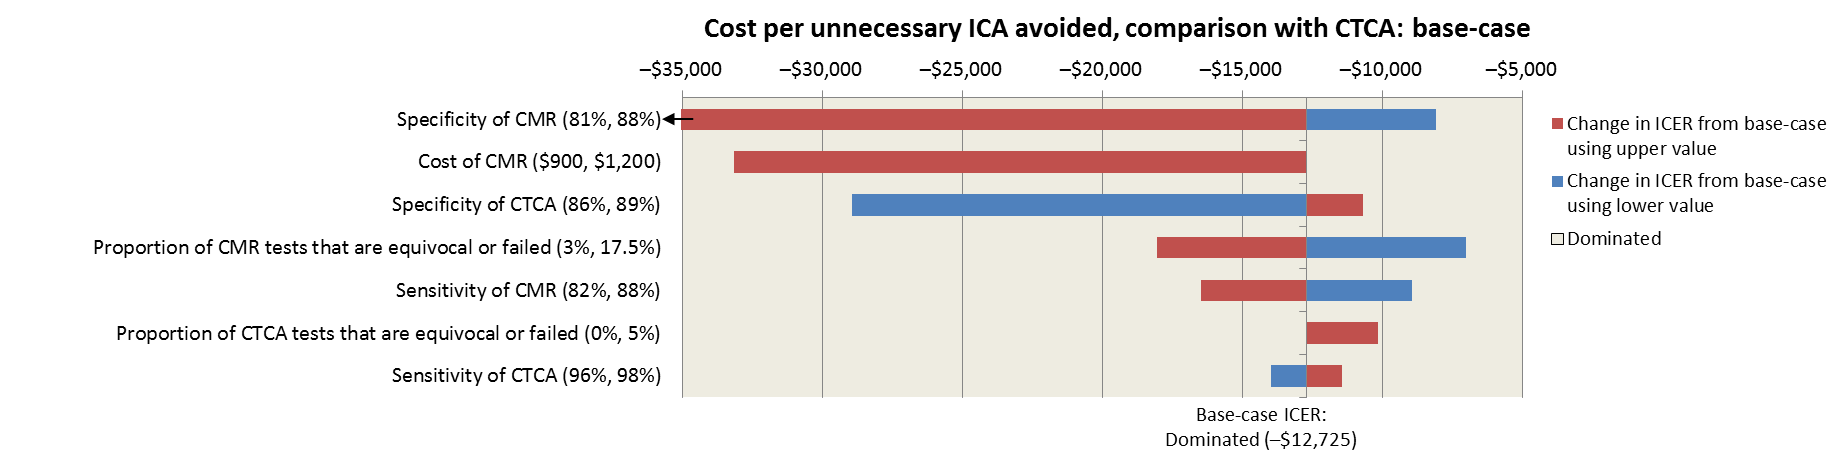 Cost per unnecessary ICA avoided, comparison with CTCA: base-case
–$35,000 –$30,000 –$25,000 –$20,000 –$15,000 –$10,000 –$5,000
Specificity of CMR (81%, 88%)
Cost of CMR ($900, $1,200)
Specificity of CTCA (86%, 89%)
Proportion of CMR tests that are equivocal or failed (3%, 17.5%)
Sensitivity of CMR (82%, 88%)
Proportion of CTCA tests that are equivocal or failed (0%, 5%)
Sensitivity of CTCA (96%, 98%)
Change in ICER from base-case
using upper value
Change in ICER from base-case
using lower value
Dominated
Base-case ICER:
Dominated (–$12,725)